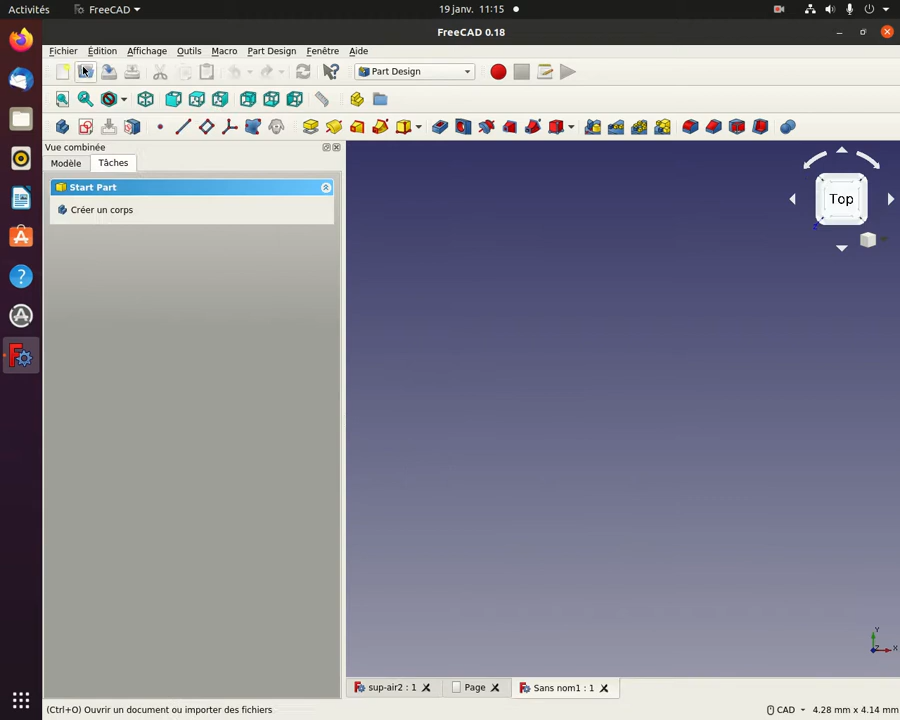 Activités FreeCAD 19 janv. 11:15
FreeCAD 0.18
Fichier Édition Affichage Outils Macro Part Design Fenêtre Aide
Part Design
Vue combinée
Modèle Tâches
Start Part
Créer un corps
Top
Y
X
Z
Z
sup-air2 : 1 Page Sans nom1 : 1
(Ctrl+O) Ouvrir un document ou importer des fichiers CAD 4.28 mm x 4.14 mm